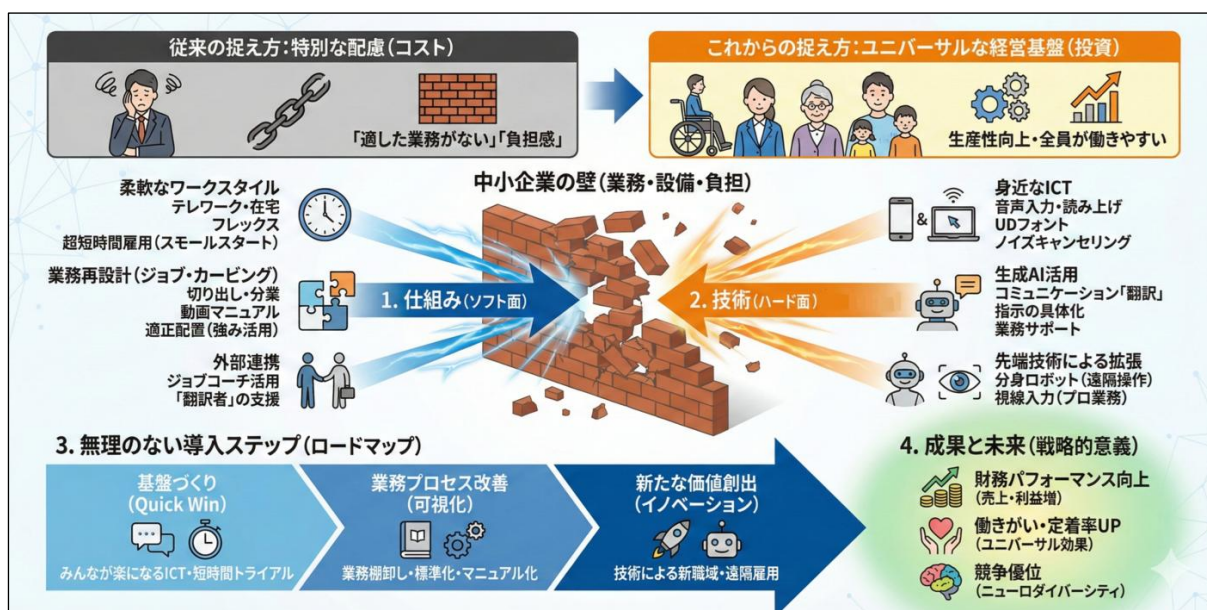 従来の捉え方：特別な配慮（コスト）
「適した業務がない」「負担感」
これからの捉え方：ユニバーサルな経営基盤（投資）
生産性向上・全員が働きやすい
中小企業の壁（業務・設備・負担）
柔軟なワークスタイル
テレワーク・在宅
フレックス
超短時間雇用（スモールスタート）
業務再設計（ジョブ・カービング）
切り出し・分業
動画マニュアル
適正配置（強み活用）
外部連携
ジョブコーチ活用
「翻訳者」の支援
1. 仕組み（ソフト面）
2. 技術（ハード面）
身近なICT
音声入力・読み上げ
UDフォント
ノイズキャンセリング
&
生成AI活用
コミュニケーション「翻訳」
指示の具体化
業務サポート
先端技術による拡張
分身ロボット（遠隔操作）
視線入力（プロ業務）
3. 無理のない導入ステップ（ロードマップ）
基盤づくり
（Quick Win）
みんなが楽になるICT・短時間トライアル
業務プロセス改善
（可視化）
業務棚卸し・標準化・マニュアル化
新たな価値創出
（イノベーション）
技術による新職域・遠隔雇用
4. 成果と未来（戦略的意義）
財務パフォーマンス向上
（売上・利益増）
働きがい・定着率UP
（ユニバーサル効果）
競争優位
（ニューロダイバーシティ）